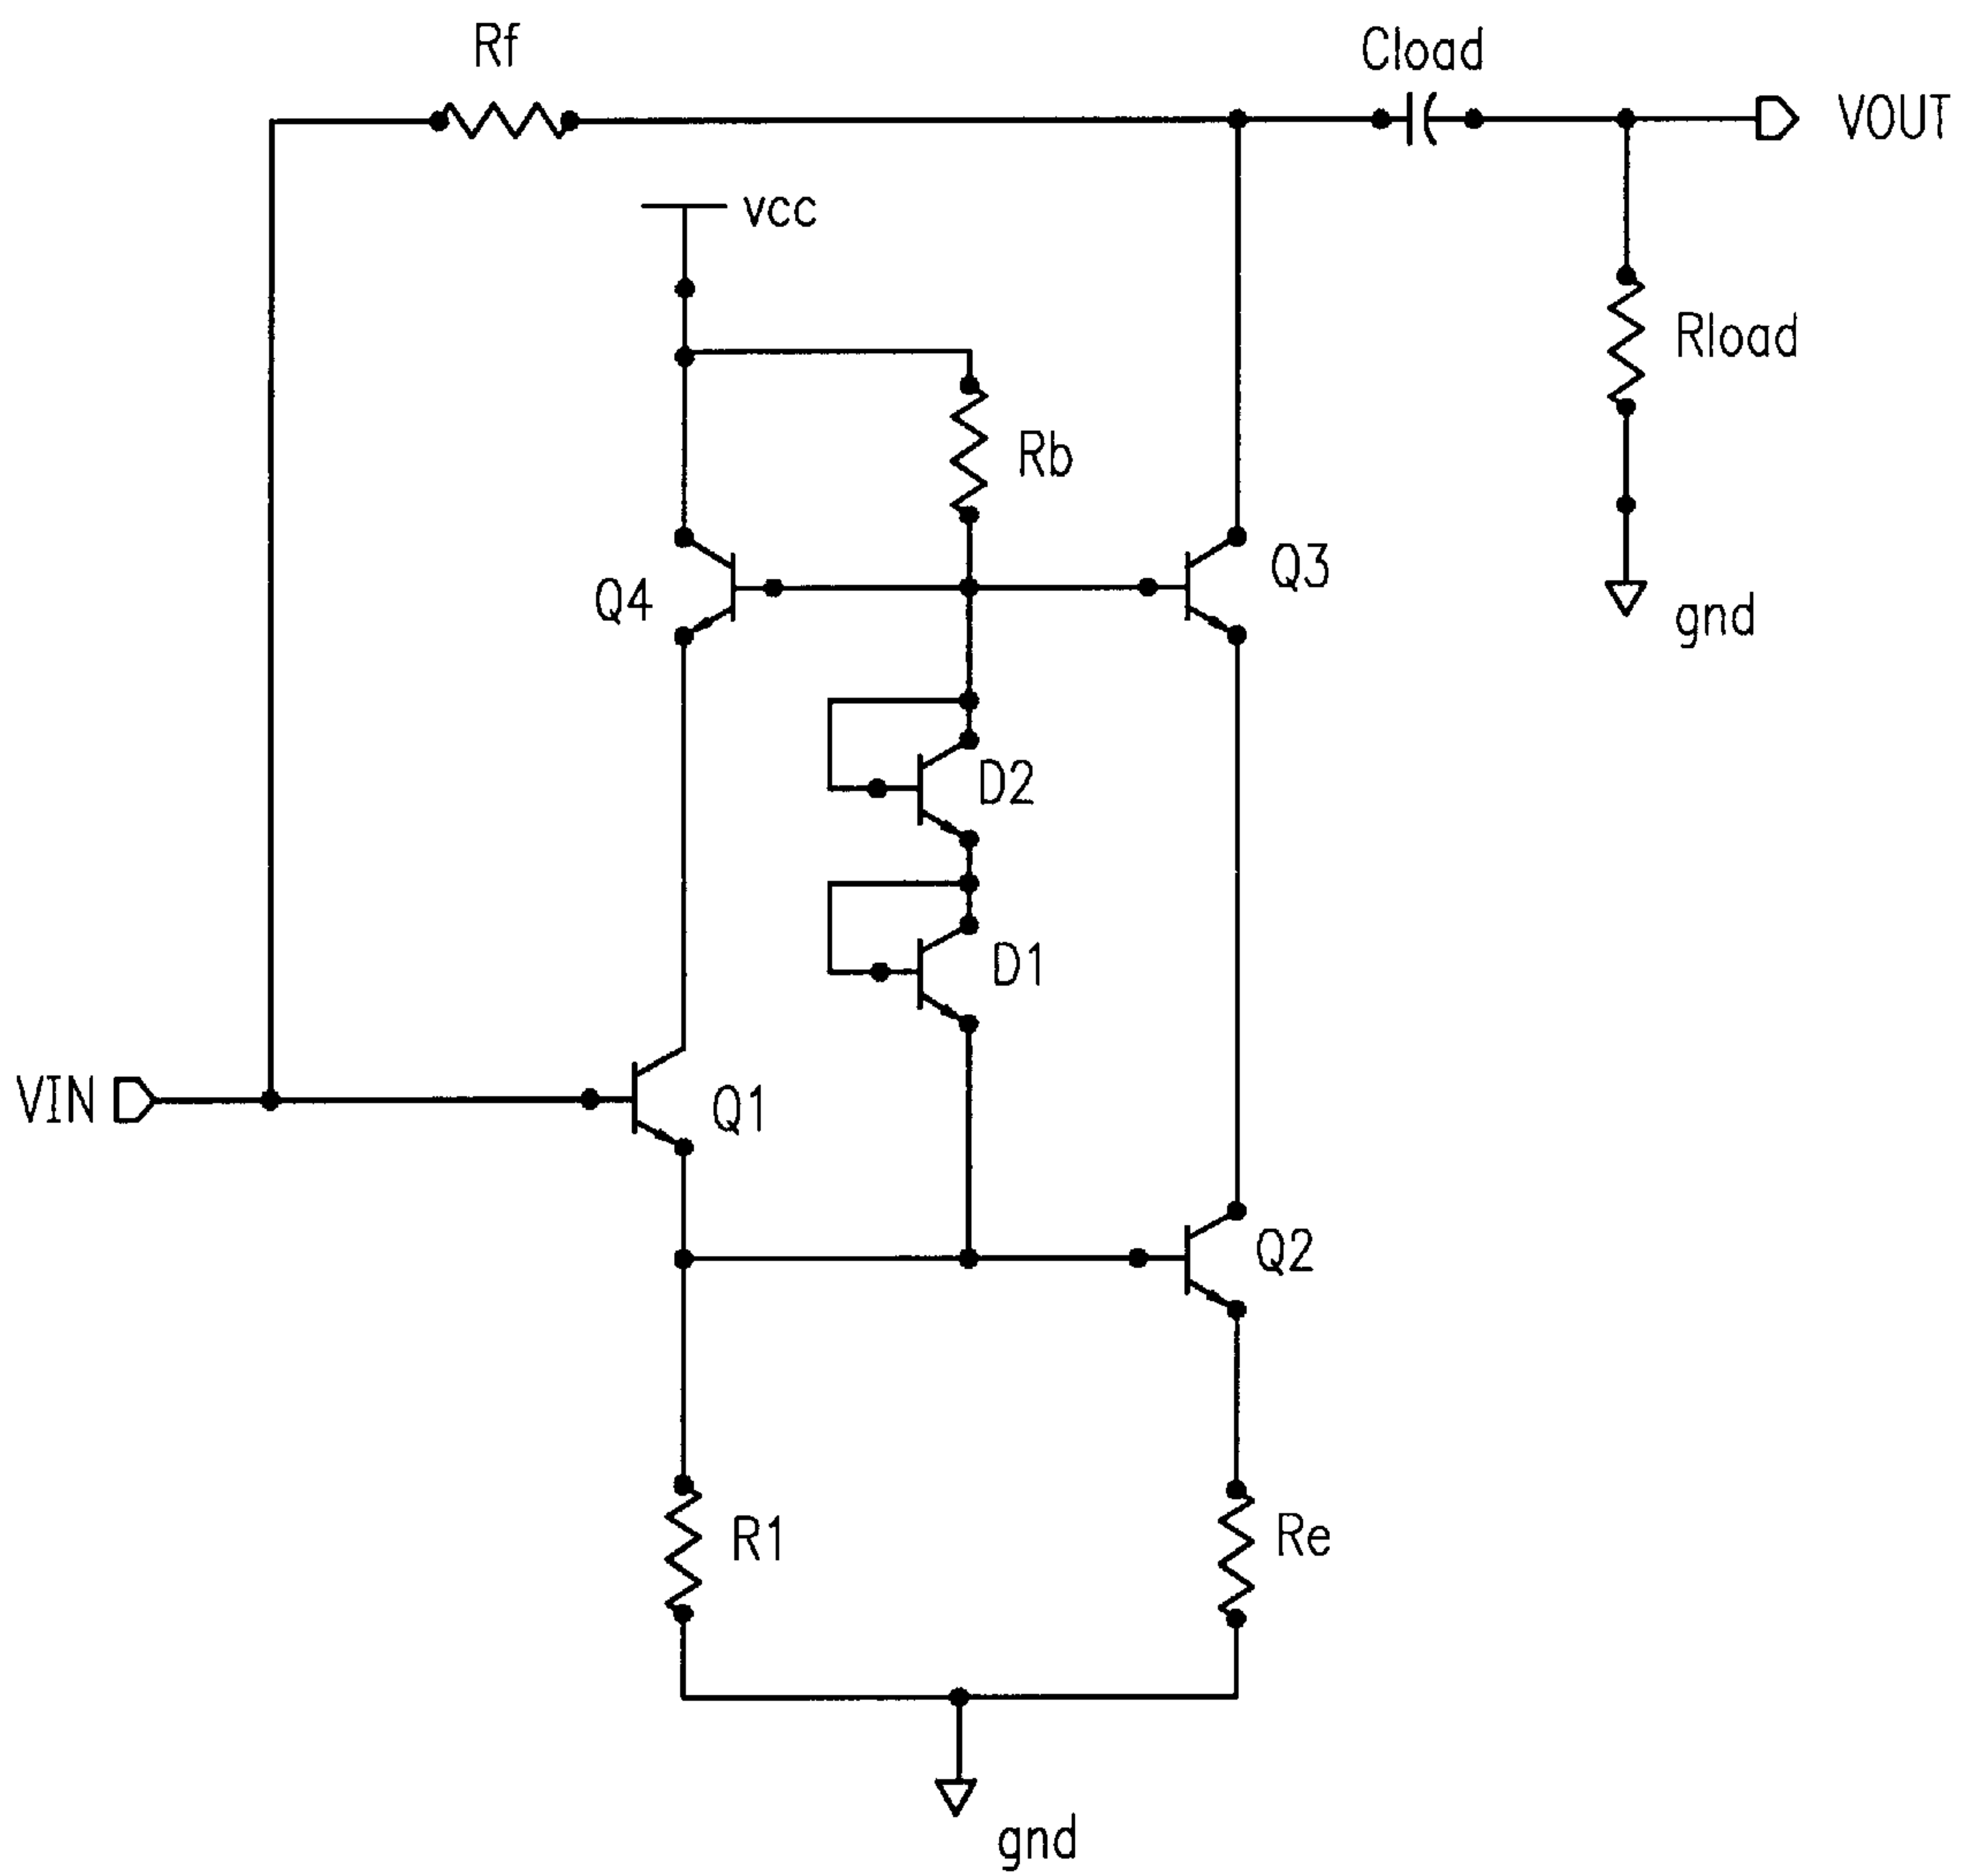 Rf
Cload
VOUT
vcc
Rload
Rb
Q4
Q3
gnd
D2
D1
VIN
Q1
Q2
R1
Re
gnd